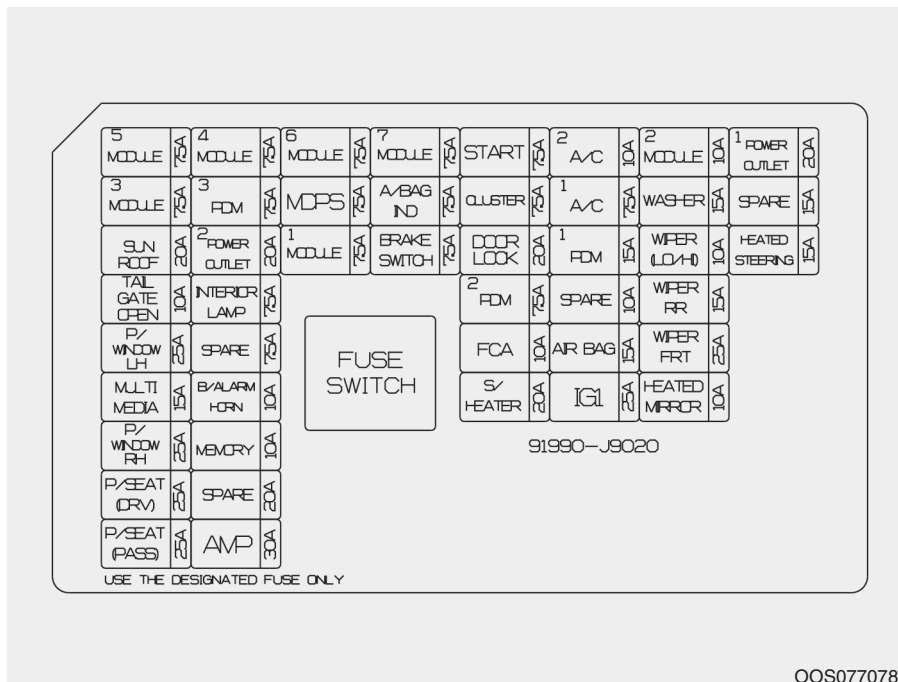 5 MODULE 7.5A
4 MODULE 7.5A
6 MODULE 7.5A
7 MODULE 7.5A
START 7.5A
2 A/C 10A
2 MODULE 10A
1 POWER
OUTLET 20A
3 MODULE 7.5A
3 PDM 7.5A
MDPS 7.5A
A/BAG
IND 7.5A
CLUSTER 7.5A
1 A/C 7.5A
WASHER 15A
SPARE 15A
SUN
ROOF 20A
2 POWER
OUTLET 20A
1 MODULE 7.5A
BRAKE
SWITCH 7.5A
DOOR
LOCK 20A
1 PDM 15A
WIPER
(LO/HI) 10A
HEATED
STEERING 15A
TAIL
GATE
OPEN 10A
INTERIOR
LAMP 7.5A
2 PDM 7.5A
SPARE 10A
WIPER
RR 15A
P/
WINDOW
LH 25A
SPARE 7.5A
FUSE
SWITCH
FCA 10A
AIR BAG 15A
WIPER
FRT 25A
MULTI
MEDIA 15A
B/ALARM
HORN 10A
S/
HEATER 20A
IG1 25A
HEATED
MIRROR 10A
P/
WINDOW
RH 25A
MEMORY 10A
91990-J9020
P/SEAT
(DRV) 25A
SPARE 20A
P/SEAT
(PASS) 25A
AMP 30A
USE THE DESIGNATED FUSE ONLY
OOS077078